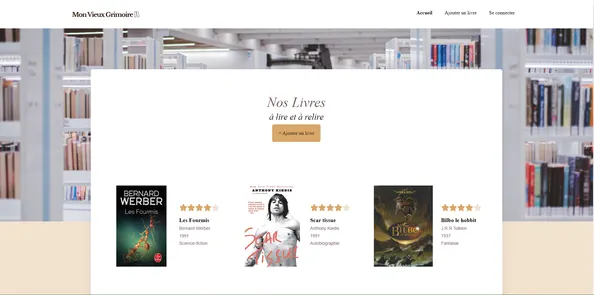 Mon Vieux Grimoire
Accueil
Ajouter un livre
Se connecter
Nos Livres
à lire et à relire
+ Ajouter un livre
BERNARD
WERBER
Les Fourmis
Les Fourmis
Bernard Werber
1991
Science-fiction
ANTHONY KIEDIS
SCAR
TISSUE
Scar tissue
Anthony Kiedis
1991
Autobiographie
BILBO
Bilbo le hobbit
J.R.R Tolkien
1937
Fantaisie